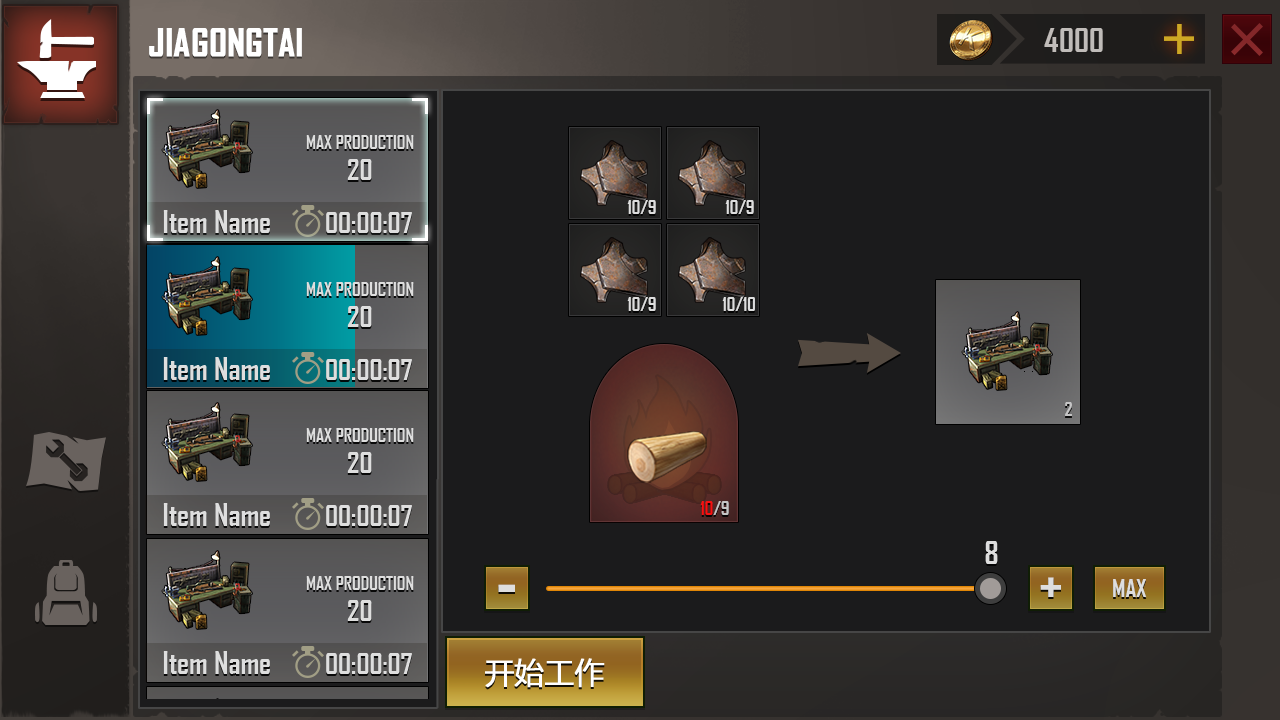 JIAGONGTAI
4000
MAX PRODUCTION
20
Item Name 00:00:07
MAX PRODUCTION
20
Item Name 00:00:07
MAX PRODUCTION
20
Item Name 00:00:07
MAX PRODUCTION
20
Item Name 00:00:07
10/9 10/9
10/9 10/10
10/9
2
8
MAX
开始工作